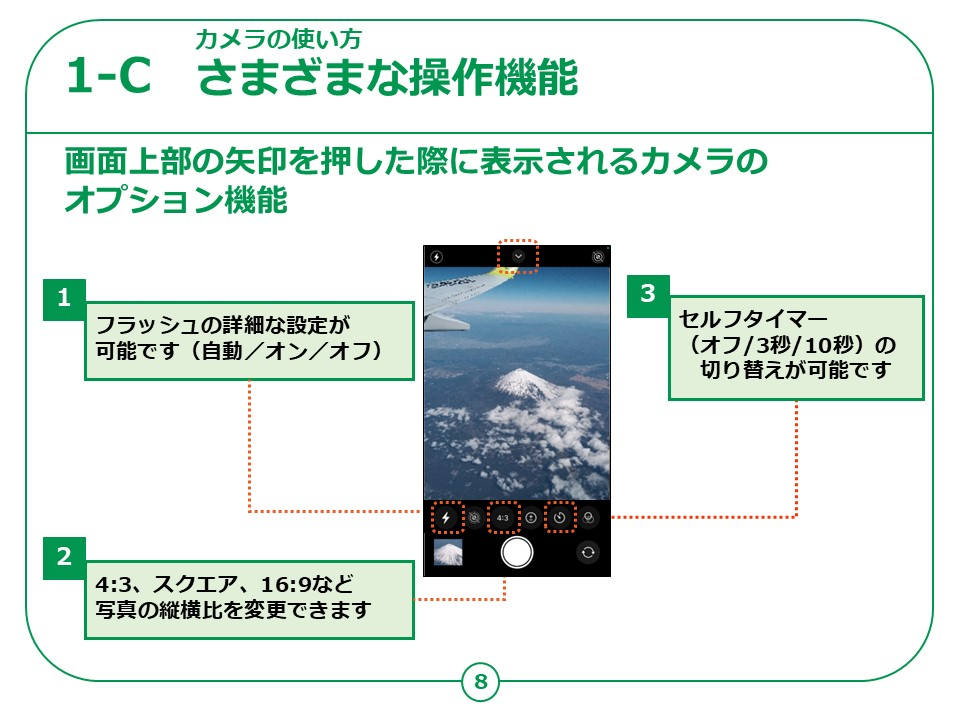 カメラの使い方
1-C さまざまな操作機能
画面上部の矢印を押した際に表示されるカメラの
オプション機能
1
フラッシュの詳細な設定が
可能です（自動／オン／オフ）
3
セルフタイマー
（オフ/3秒/10秒）の
切り替えが可能です
4:3
2
4:3、スクエア、16:9など
写真の縦横比を変更できます
8